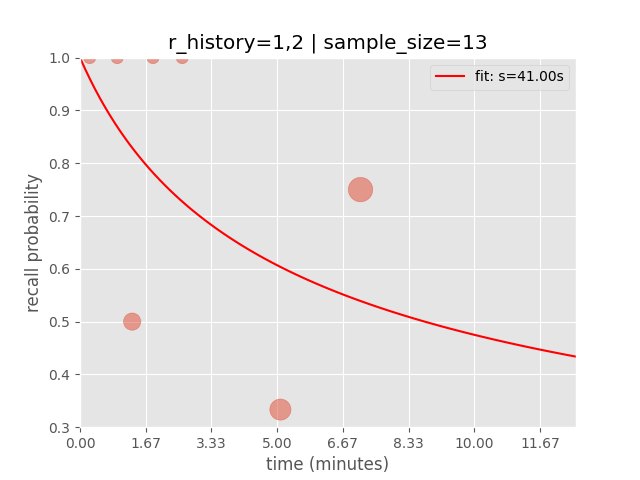 r_history=1,2 | sample_size=13
fit: s=41.00s
1.0
0.9
0.8
0.7
0.6
0.5
0.4
0.3
recall probability
0.00 1.67 3.33 5.00 6.67 8.33 10.00 11.67
time (minutes)